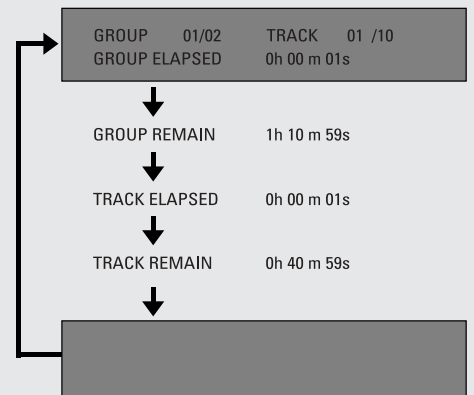 GROUP 01/02 TRACK 01 /10
GROUP ELAPSED 0h 00 m 01s
GROUP REMAIN 1h 10 m 59s
TRACK ELAPSED 0h 00 m 01s
TRACK REMAIN 0h 40 m 59s